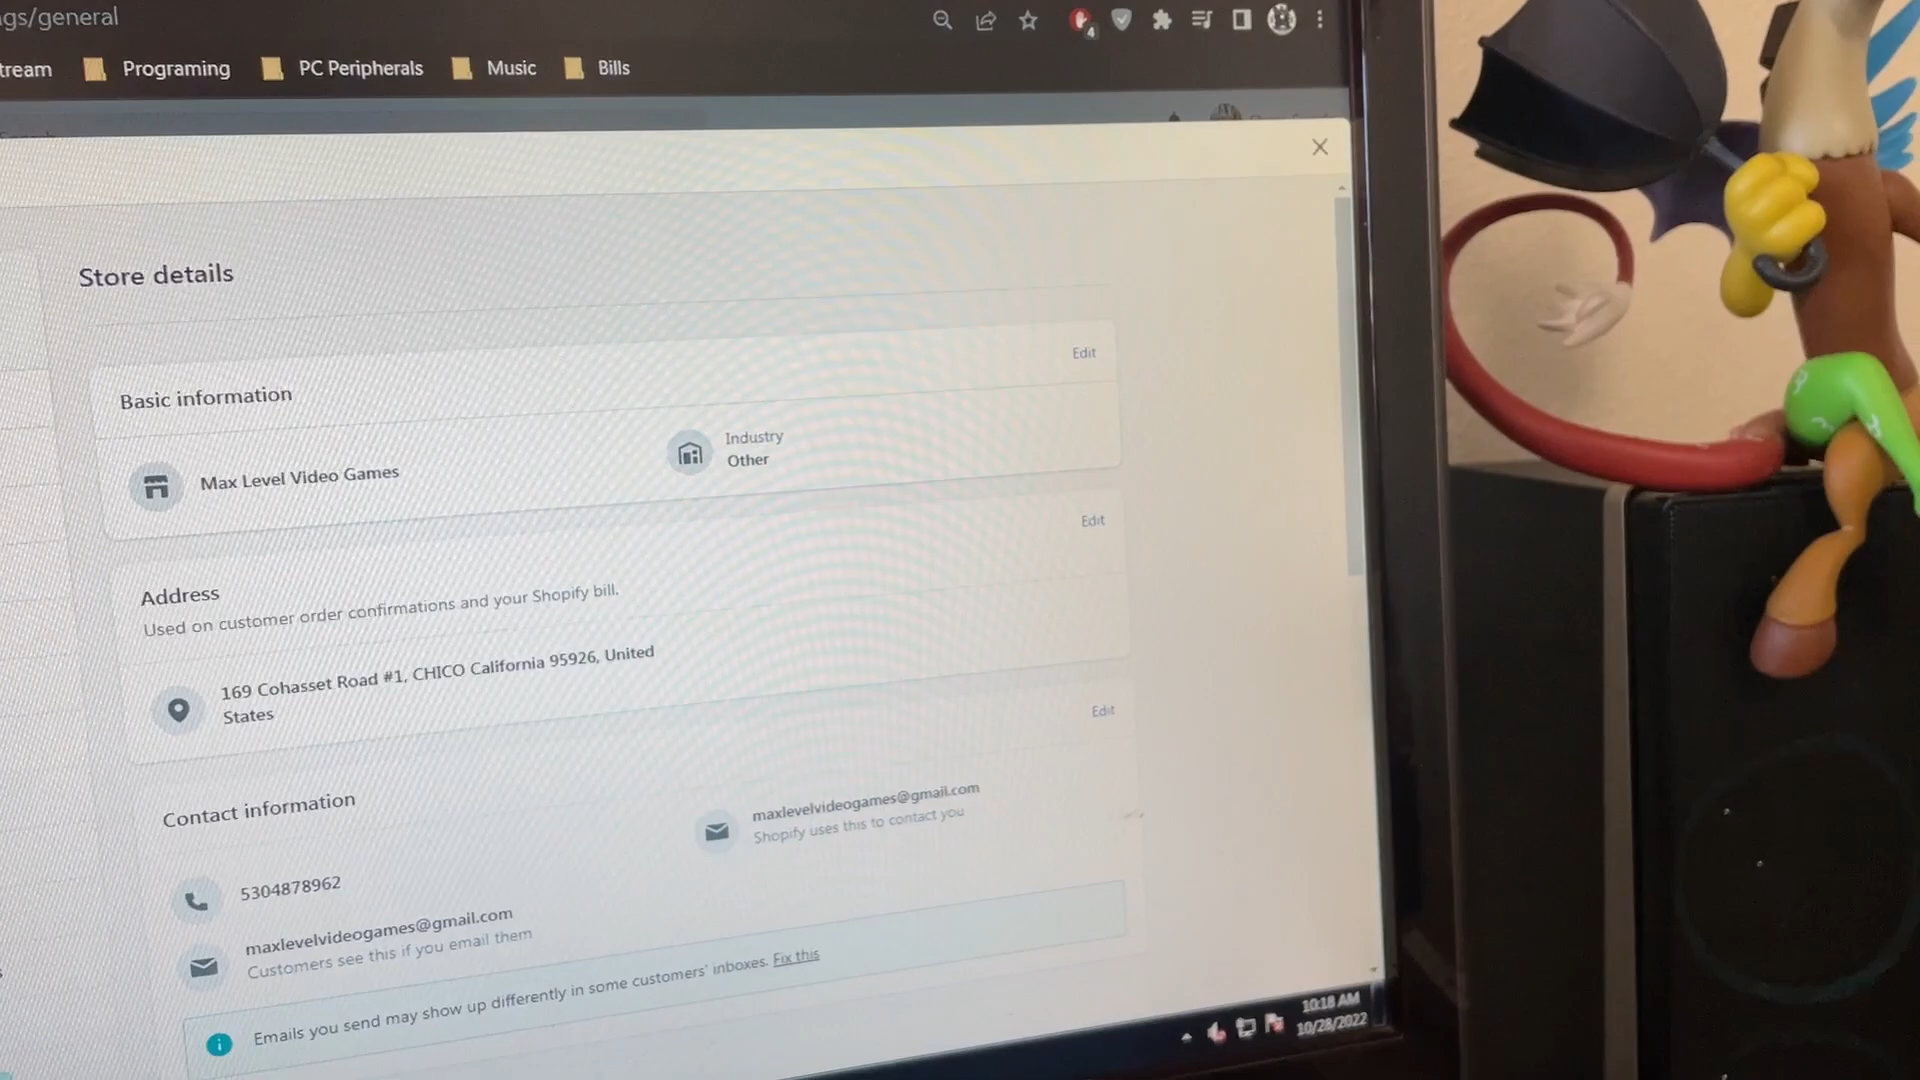 gs/general
4
tream Programing PC Peripherals Music Bills
Store details
Basic information
Edit
Max Level Video Games
Industry
Other
Address
Edit
Used on customer order confirmations and your Shopify bill.
169 Cohasset Road #1, CHICO California 95926, United
States
Contact information
Edit
5304878962
maxlevelvideogames@gmail.com
Shopify uses this to contact you
maxlevelvideogames@gmail.com
Customers see this if you email them
Emails you send may show up differently in some customers' inboxes. Fix this
10:18 AM
10/28/2022